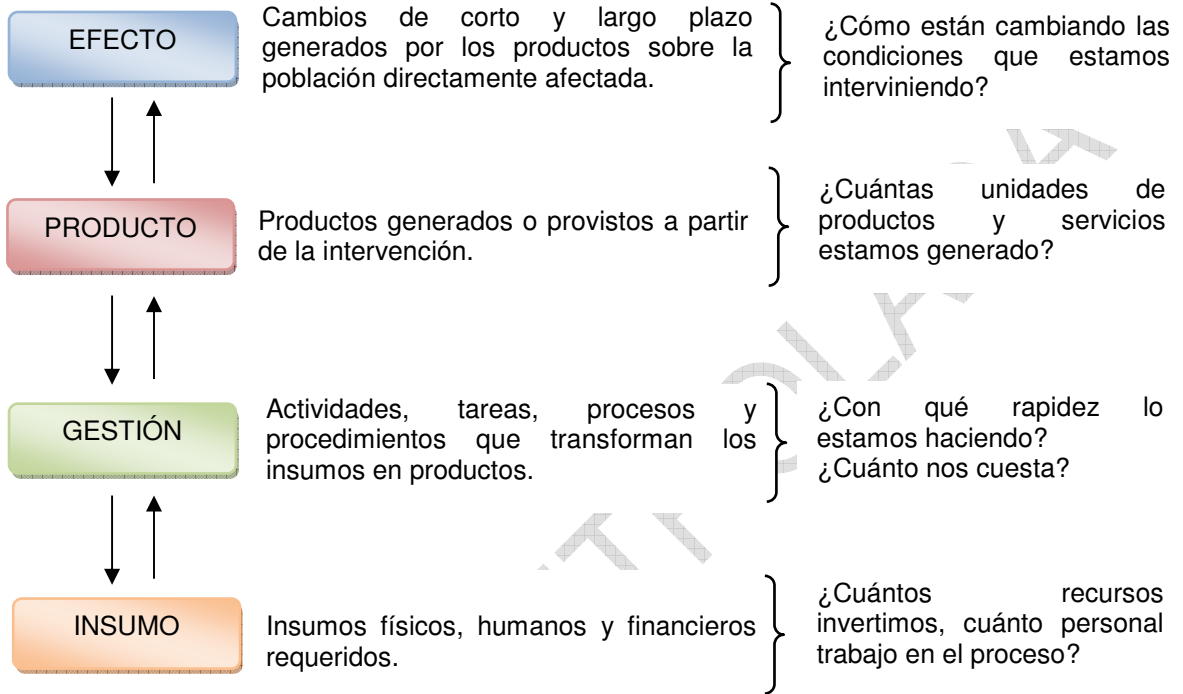 EFECTO
Cambios de corto y largo plazo
generados por los productos sobre la
población directamente afectada.
¿Cómo están cambiando las
condiciones que estamos
interviniendo?
PRODUCTO
Productos generados o provistos a partir
de la intervención.
¿Cuántas unidades de
productos y servicios
estamos generado?
GESTIÓN
Actividades, tareas, procesos y
procedimientos que transforman los
insumos en productos.
¿Con qué rapidez lo
estamos haciendo?
¿Cuánto nos cuesta?
INSUMO
Insumos físicos, humanos y financieros
requeridos.
¿Cuántos recursos
invertimos, cuánto personal
trabajo en el proceso?